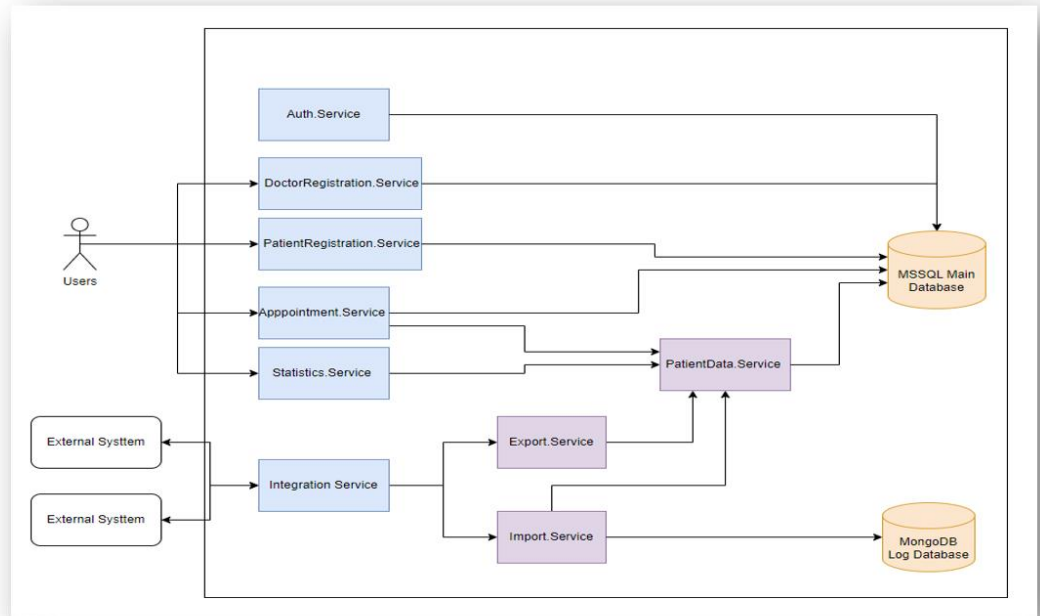 Auth.Service
DoctorRegistration.Service
PatientRegistration.Service
Users
Apppointment.Service
Statistics.Service
MSSQL Main
Database
PatientData.Service
External Systtem
External Systtem
Integration Service
Export.Service
Import.Service
MongoDB
Log Database